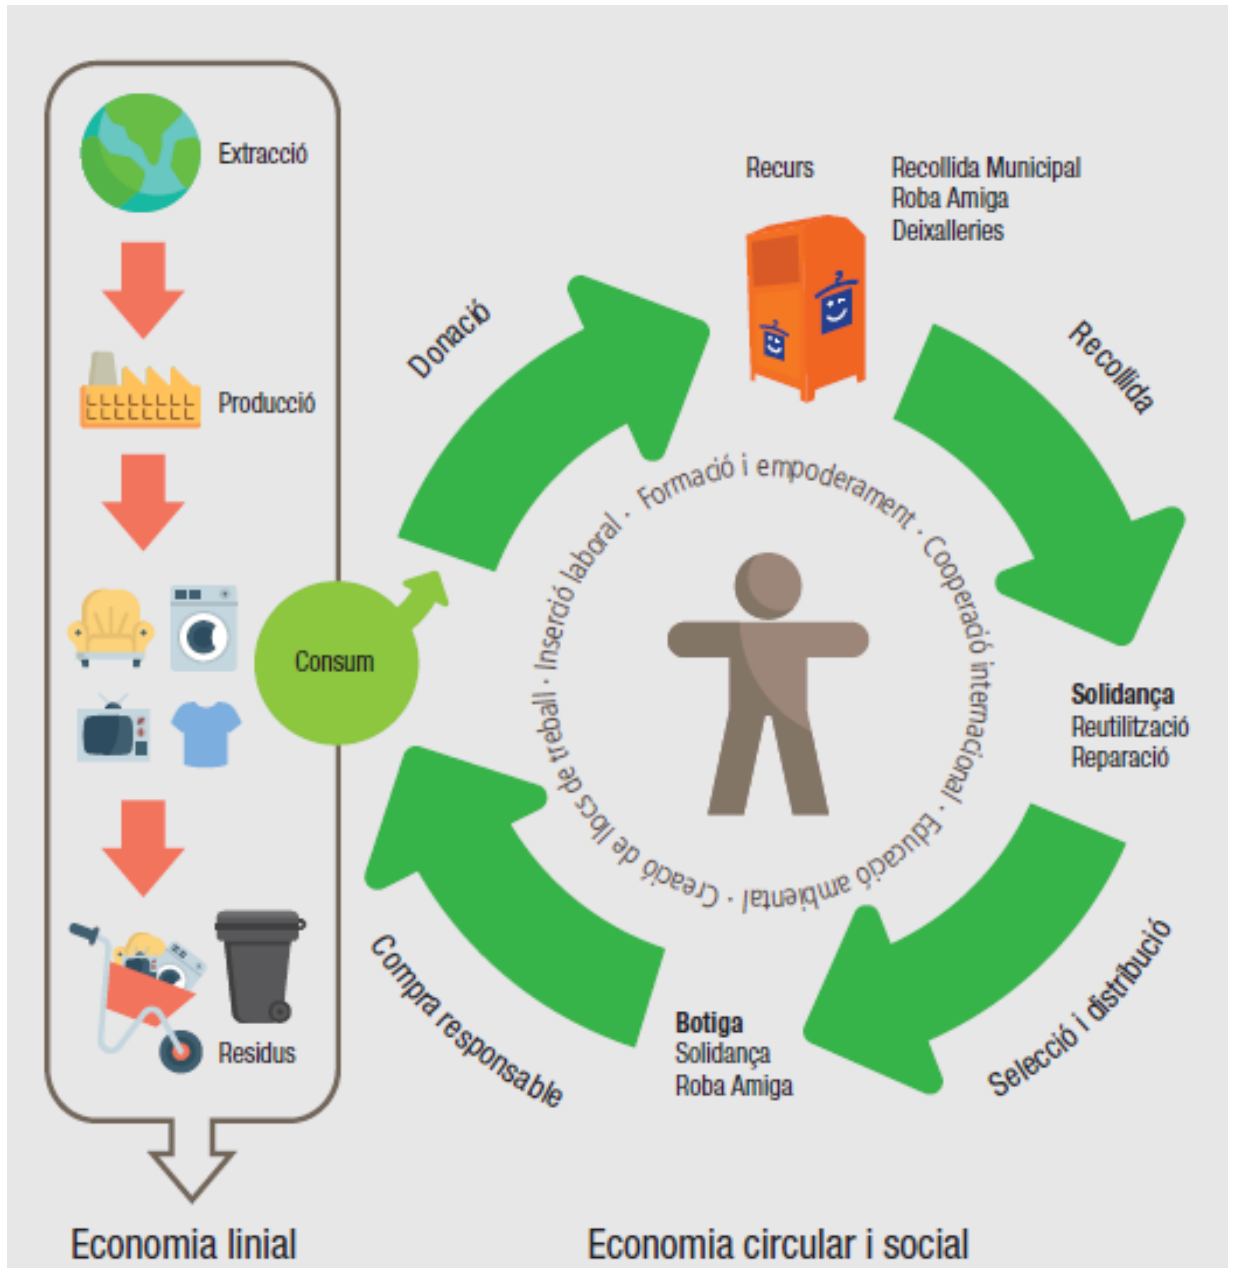 Extracció
Producció
Consum
Residus
Economia linial
Donació
Recurs
Recollida Municipal
Roba Amiga
Deixalleries
Recollida
Solidança
Reutilització
Reparació
Selecció i distribució
Botiga
Solidança
Roba Amiga
Compra responsable
Formació i empoderament · Cooperació internacional · Educació ambiental · Creació de llocs de treball · Inserció laboral ·
Economia circular i social